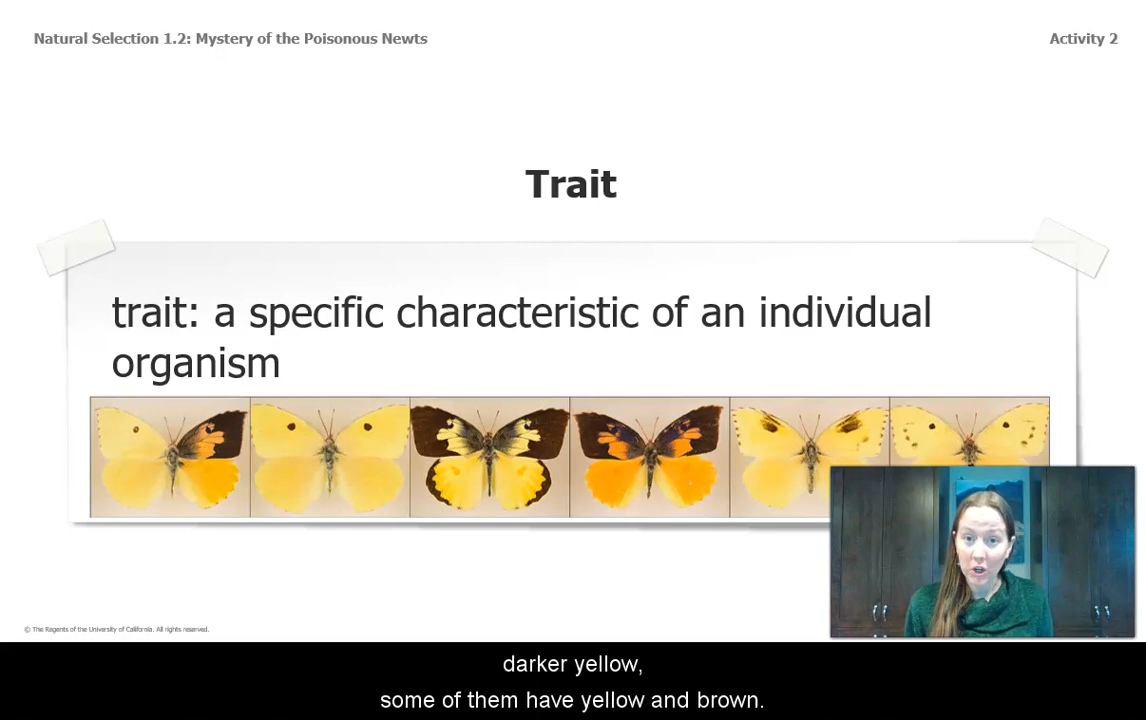 Natural Selection 1.2: Mystery of the Poisonous Newts
Activity 2
Trait
trait: a specific characteristic of an individual
organism
© The Regents of the University of California. All rights reserved.
darker yellow,
some of them have yellow and brown.